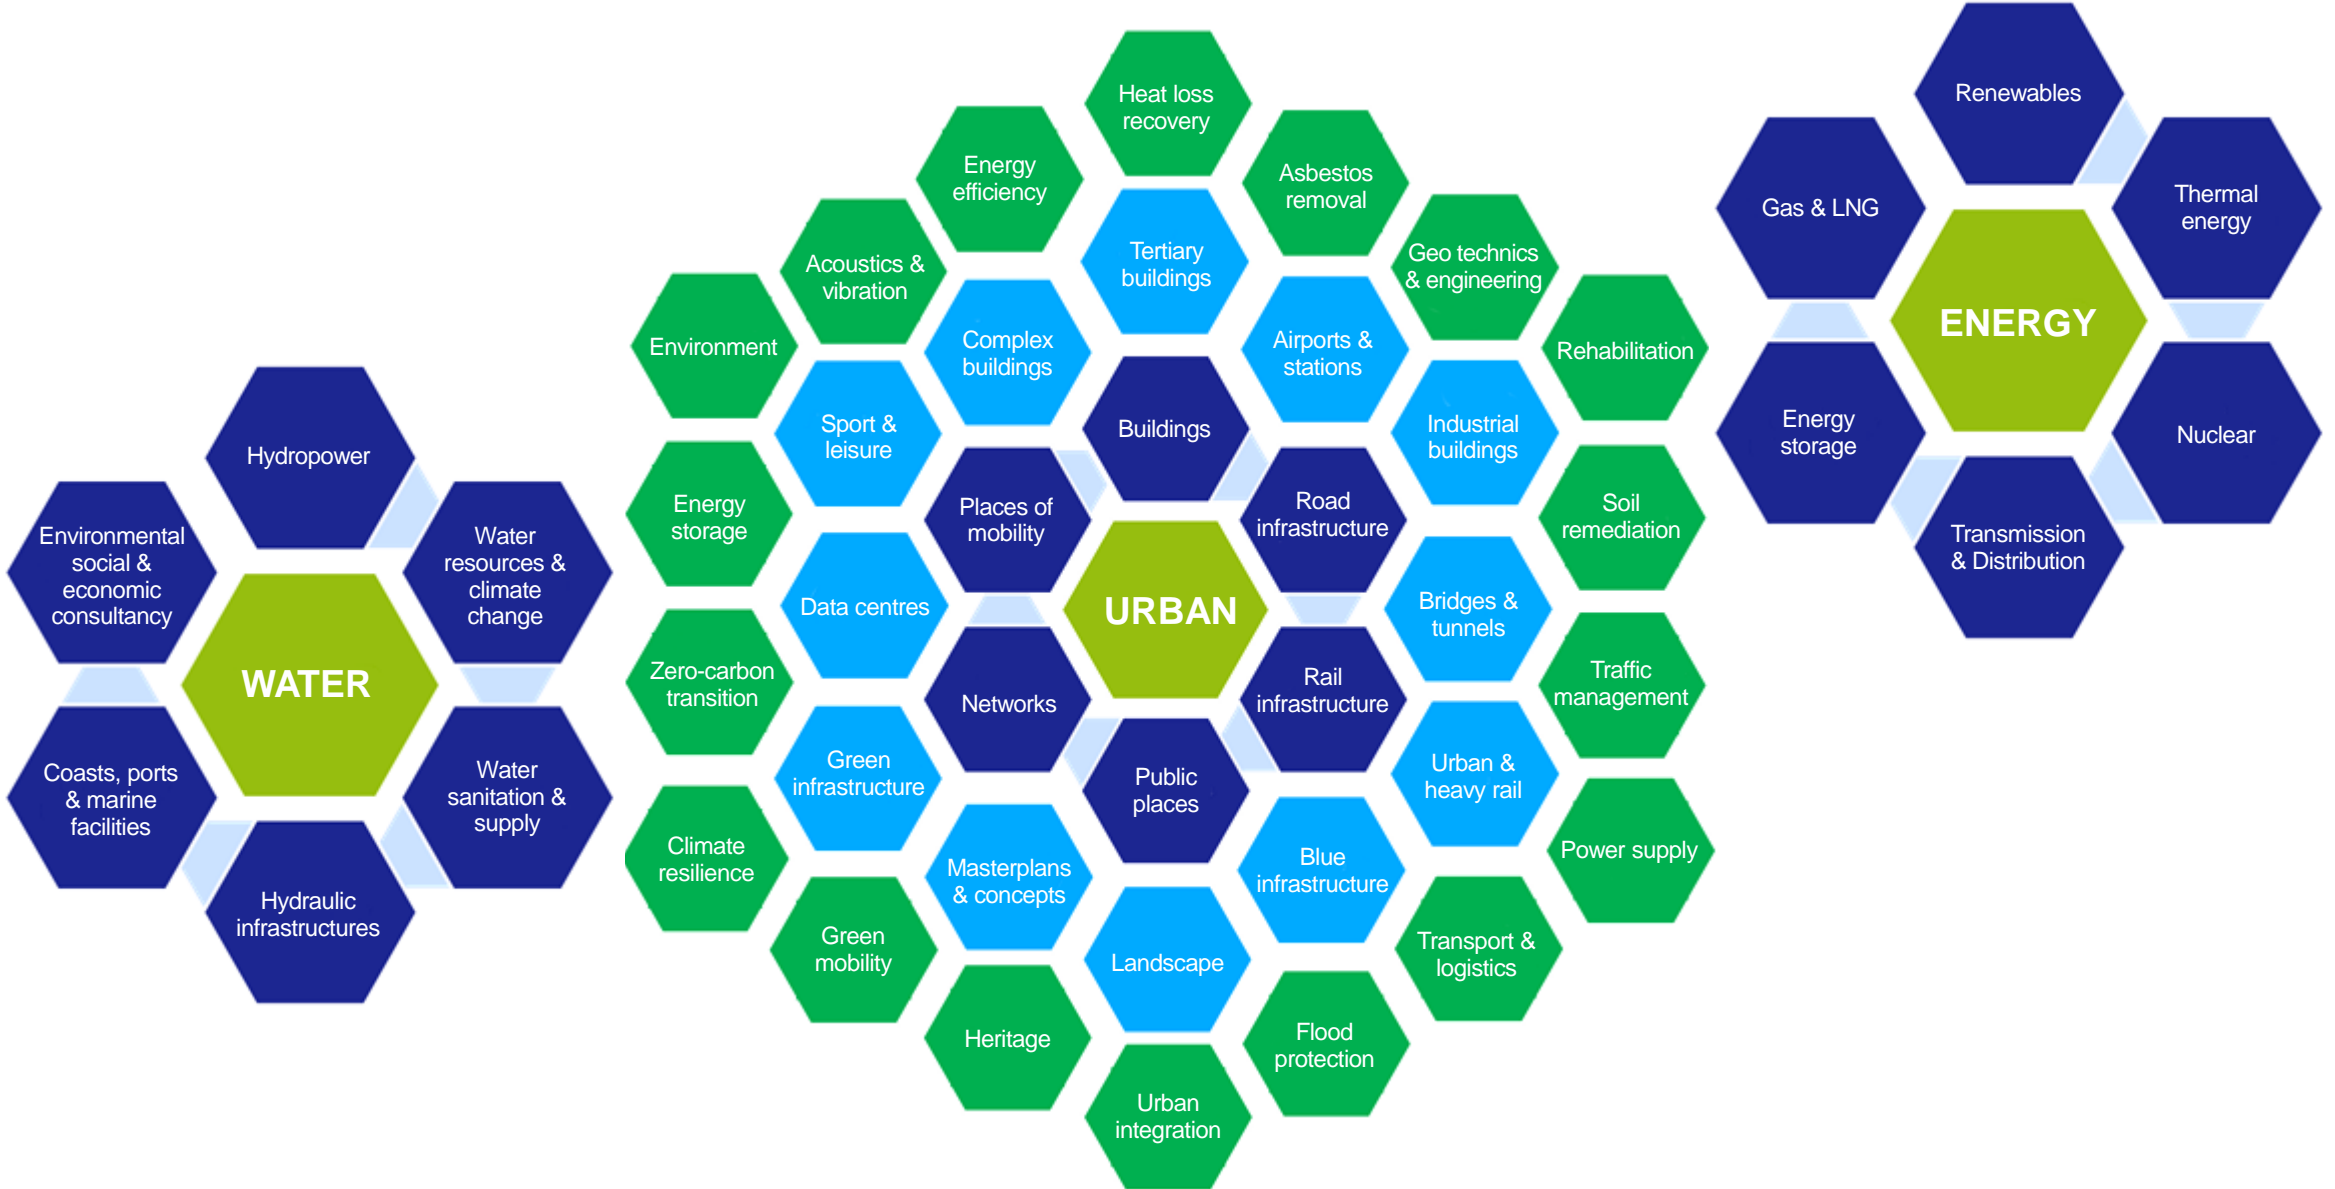 Hydropower
Environmental
social &
economic
consultancy
Water
resources &
climate
change
WATER
Coasts, ports
& marine
facilities
Water
sanitation &
supply
Hydraulic
infrastructures
Heat loss
recovery
Energy
efficiency
Asbestos
removal
Acoustics &
vibration
Tertiary
buildings
Geo technics
& engineering
Environment
Complex
buildings
Airports &
stations
Rehabilitation
Sport &
leisure
Buildings
Industrial
buildings
Energy
storage
Places of
mobility
Road
infrastructure
Soil
remediation
Data centres
URBAN
Bridges &
tunnels
Zero-carbon
transition
Networks
Rail
infrastructure
Traffic
management
Green
infrastructure
Public
places
Urban &
heavy rail
Climate
resilience
Masterplans
& concepts
Blue
infrastructure
Power supply
Green
mobility
Landscape
Transport &
logistics
Heritage
Flood
protection
Urban
integration
Renewables
Gas & LNG
Thermal
energy
ENERGY
Energy
storage
Nuclear
Transmission
& Distribution